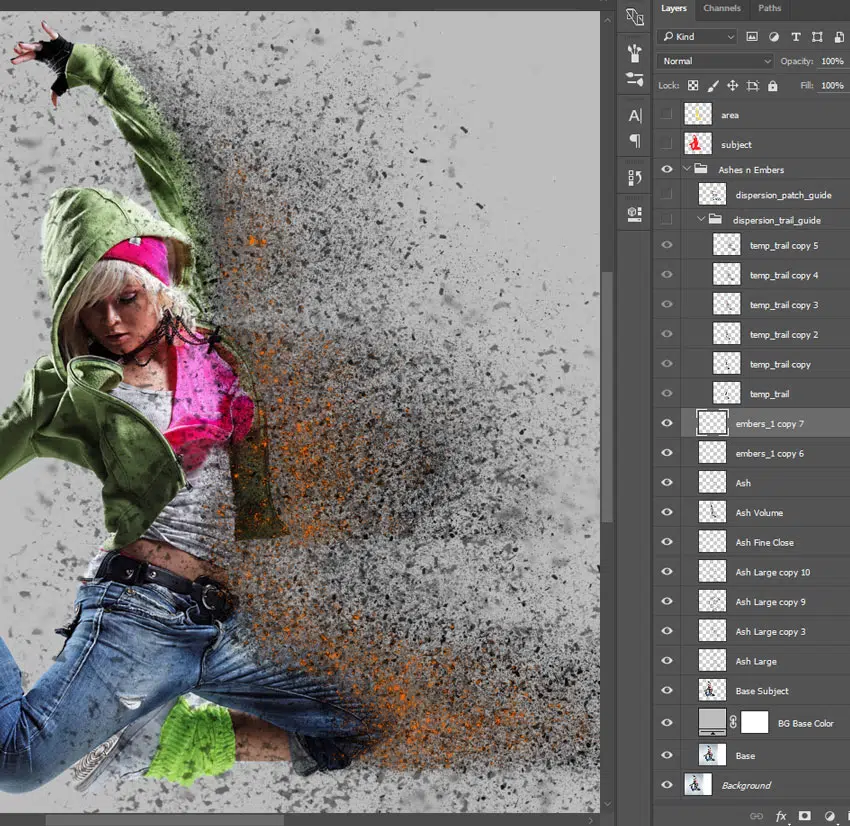 Layers Channels Paths
Kind T
Normal Opacity: 100%
Lock: Fill: 100%
A
area
subject
Ashes n Embers
dispersion_patch_guide
dispersion_trail_guide
temp_trail copy 5
temp_trail copy 4
temp_trail copy 3
temp_trail copy 2
temp_trail copy
temp_trail
embers_1 copy 7
embers_1 copy 6
Ash
Ash Volume
Ash Fine Close
Ash Large copy 10
Ash Large copy 9
Ash Large copy 3
Ash Large
Base Subject
BG Base Color
Base
Background
fx